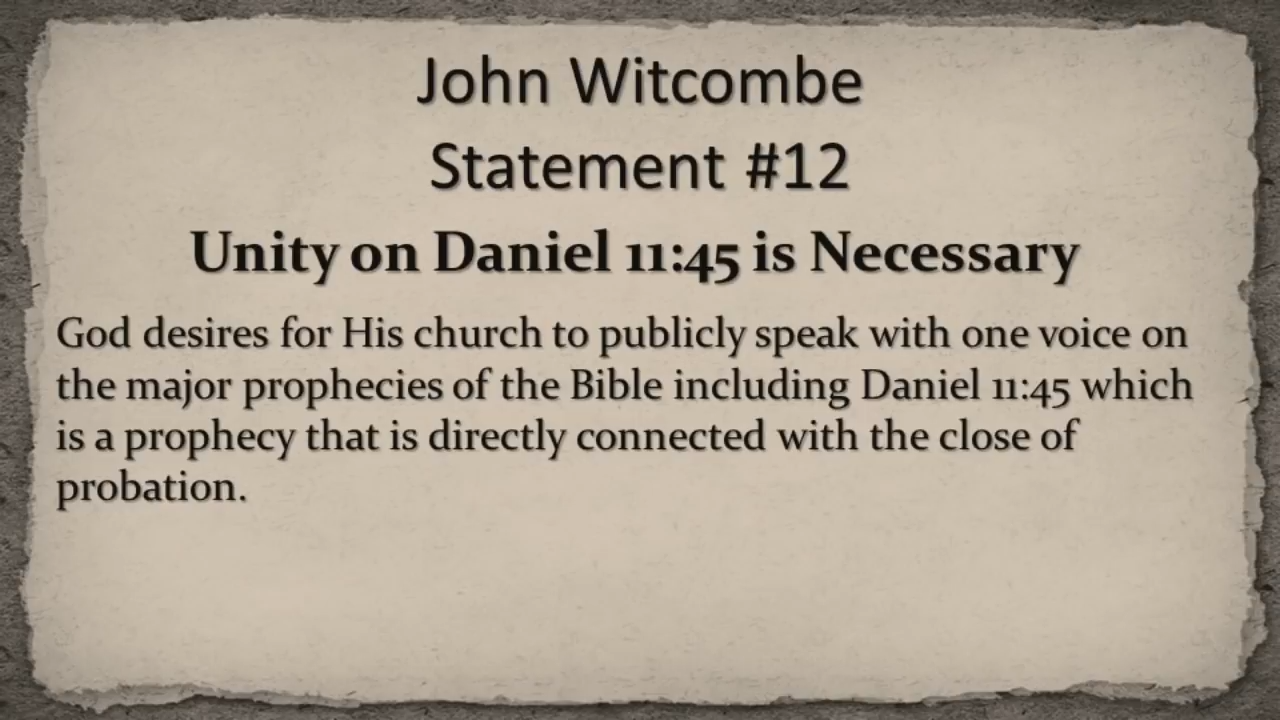 John Witcombe
Statement #12
Unity on Daniel 11:45 is Necessary
God desires for His church to publicly speak with one voice on
the major prophecies of the Bible including Daniel 11:45 which
is a prophecy that is directly connected with the close of
probation.